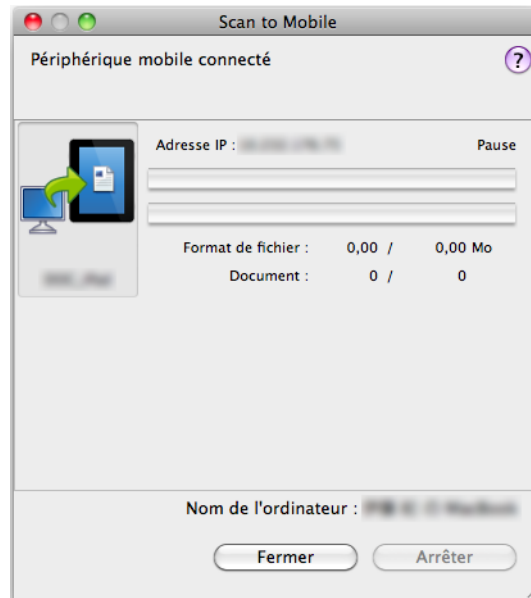 Scan to Mobile
Périphérique mobile connecté
?
Adresse IP : Pause
Format de fichier : 0,00 / 0,00 Mo
Document : 0 / 0
Nom de l'ordinateur :
Fermer Arrêter